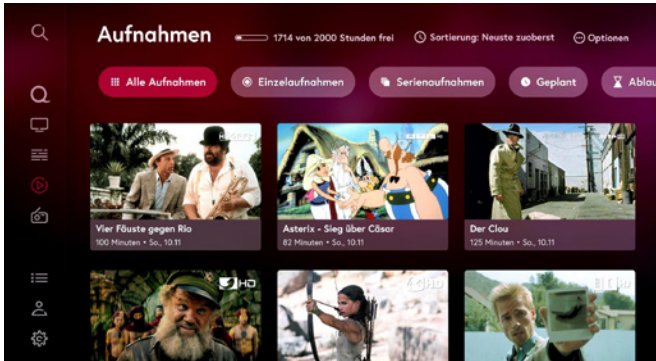 Aufnahmen
1714 von 2000 Stunden frei
Sortierung: Neuste zuoberst
Optionen
Alle Aufnahmen
Einzelaufnahmen
Serienaufnahmen
Geplant
Ablau
Vier Fäuste gegen Rio
100 Minuten • So., 10.11
Asterix - Sieg über Cäsar
82 Minuten • So., 10.11
Der Clou
125 Minuten • So., 10.11
3 HD
HD
HD